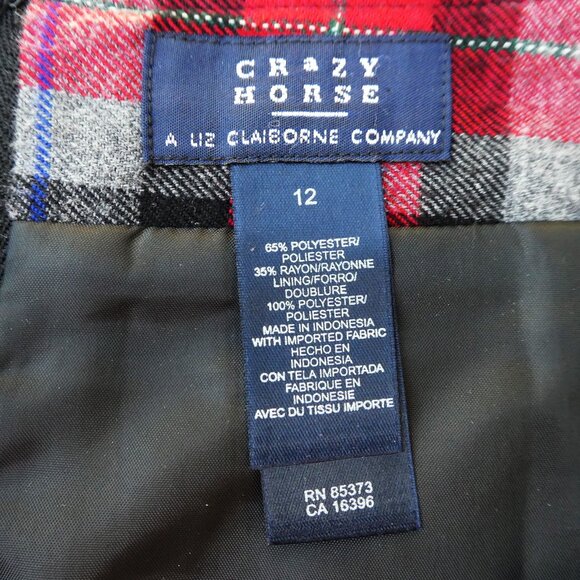 CRaZY
HORSE
A LIZ CLAIBORNE COMPANY
12
65% POLYESTER/
POLIESTER
35% RAYON/RAYONNE
LINING/FORRO/
DOUBLURE
100% POLYESTER/
POLIESTER
MADE IN INDONESIA
WITH IMPORTED FABRIC
HECHO EN
INDONESIA
CON TELA IMPORTADA
FABRIQUE EN
INDONESIE
AVEC DU TISSU IMPORTE
RN 85373
CA 16396